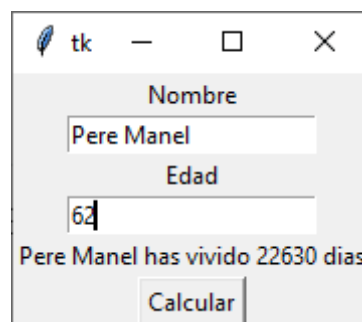 tk
Nombre
Pere Manel
Edad
62
Pere Manel has vivido 22630 dias
Calcular